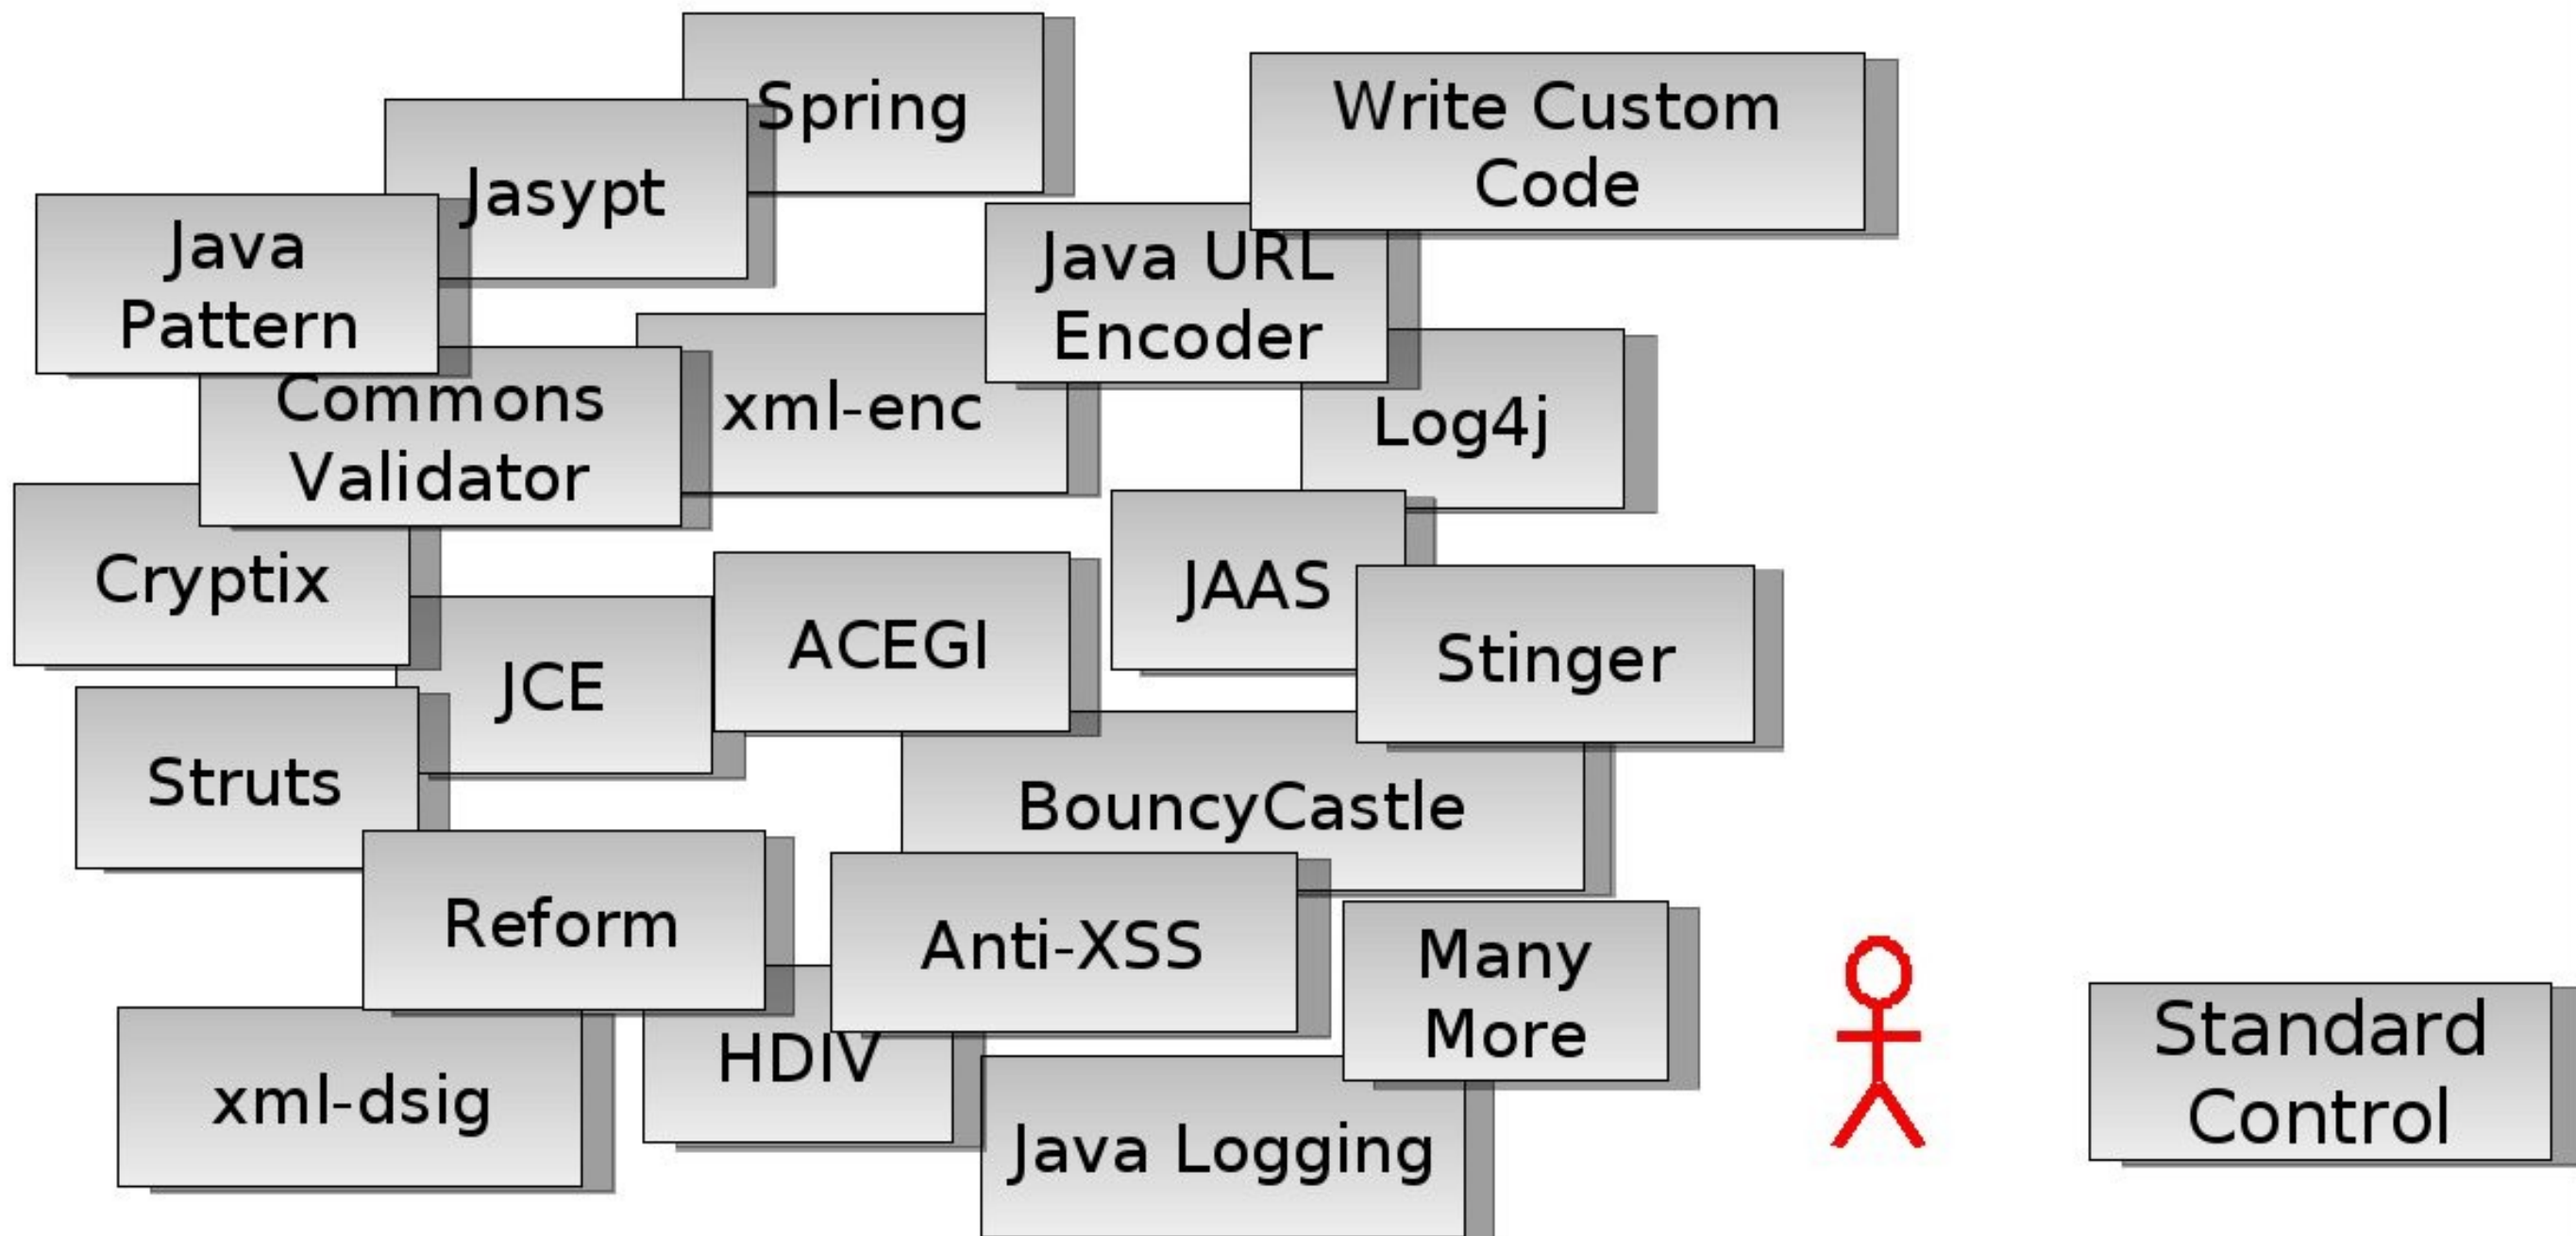 Spring
Write Custom
Code
Jasypt
Java
Pattern
Java URL
Encoder
Commons
Validator
xml-enc
Log4j
Cryptix
JAAS
ACEGI
Stinger
JCE
Struts
BouncyCastle
Reform
Anti-XSS
Many
More
Standard
Control
xml-dsig
HDIV
Java Logging